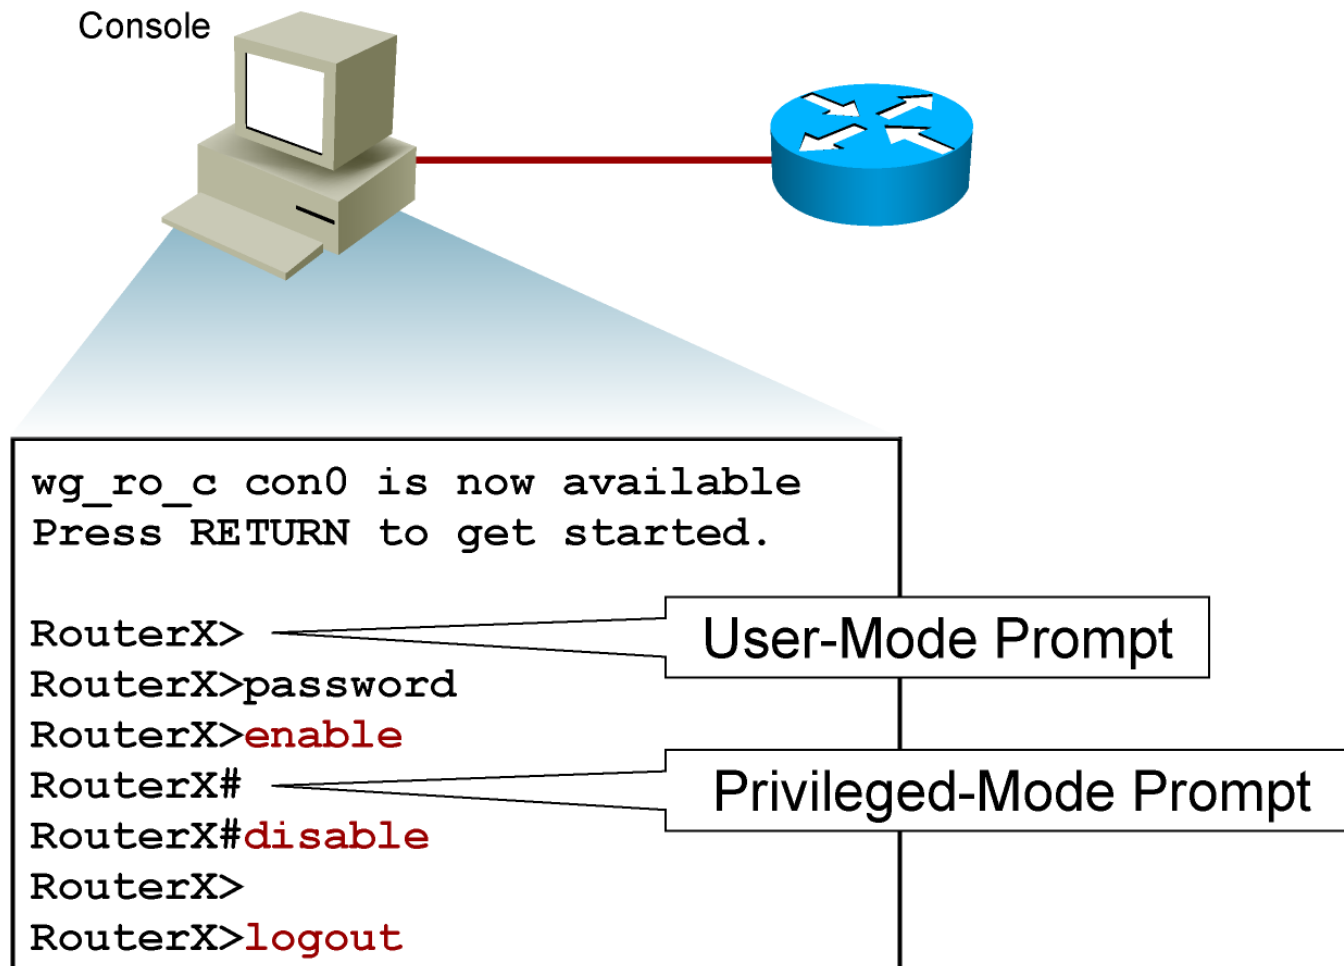 Console
wg_ro_c con0 is now available
Press RETURN to get started.
RouterX>
User-Mode Prompt
RouterX>password
RouterX>enable
RouterX#
Privileged-Mode Prompt
RouterX#disable
RouterX>
RouterX>logout